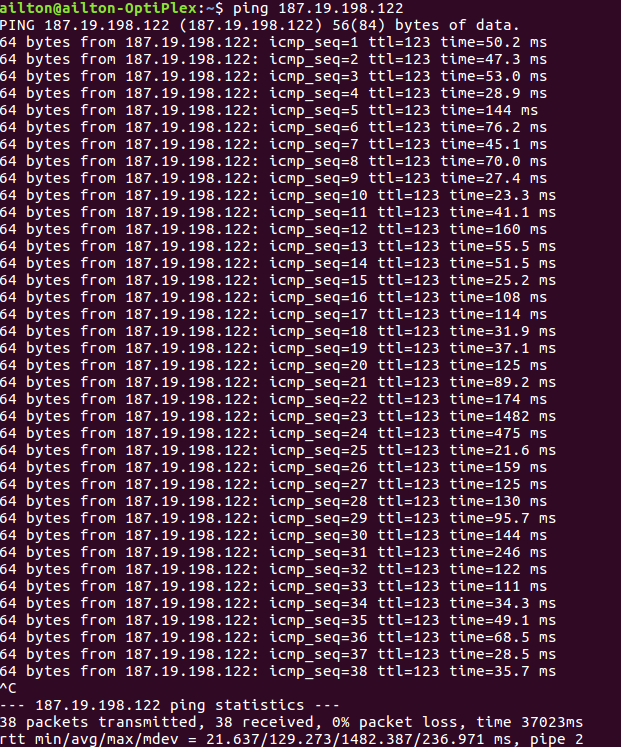 ailton@ailton-OptiPlex:~$ ping 187.19.198.122
PING 187.19.198.122 (187.19.198.122) 56(84) bytes of data.
64 bytes from 187.19.198.122: icmp_seq=1 ttl=123 time=50.2 ms
64 bytes from 187.19.198.122: icmp_seq=2 ttl=123 time=47.3 ms
64 bytes from 187.19.198.122: icmp_seq=3 ttl=123 time=53.0 ms
64 bytes from 187.19.198.122: icmp_seq=4 ttl=123 time=28.9 ms
64 bytes from 187.19.198.122: icmp_seq=5 ttl=123 time=144 ms
64 bytes from 187.19.198.122: icmp_seq=6 ttl=123 time=76.2 ms
64 bytes from 187.19.198.122: icmp_seq=7 ttl=123 time=45.1 ms
64 bytes from 187.19.198.122: icmp_seq=8 ttl=123 time=70.0 ms
64 bytes from 187.19.198.122: icmp_seq=9 ttl=123 time=27.4 ms
64 bytes from 187.19.198.122: icmp_seq=10 ttl=123 time=23.3 ms
64 bytes from 187.19.198.122: icmp_seq=11 ttl=123 time=41.1 ms
64 bytes from 187.19.198.122: icmp_seq=12 ttl=123 time=160 ms
64 bytes from 187.19.198.122: icmp_seq=13 ttl=123 time=55.5 ms
64 bytes from 187.19.198.122: icmp_seq=14 ttl=123 time=51.5 ms
64 bytes from 187.19.198.122: icmp_seq=15 ttl=123 time=25.2 ms
64 bytes from 187.19.198.122: icmp_seq=16 ttl=123 time=108 ms
64 bytes from 187.19.198.122: icmp_seq=17 ttl=123 time=114 ms
64 bytes from 187.19.198.122: icmp_seq=18 ttl=123 time=31.9 ms
64 bytes from 187.19.198.122: icmp_seq=19 ttl=123 time=37.1 ms
64 bytes from 187.19.198.122: icmp_seq=20 ttl=123 time=125 ms
64 bytes from 187.19.198.122: icmp_seq=21 ttl=123 time=89.2 ms
64 bytes from 187.19.198.122: icmp_seq=22 ttl=123 time=174 ms
64 bytes from 187.19.198.122: icmp_seq=23 ttl=123 time=1482 ms
64 bytes from 187.19.198.122: icmp_seq=24 ttl=123 time=475 ms
64 bytes from 187.19.198.122: icmp_seq=25 ttl=123 time=21.6 ms
64 bytes from 187.19.198.122: icmp_seq=26 ttl=123 time=159 ms
64 bytes from 187.19.198.122: icmp_seq=27 ttl=123 time=125 ms
64 bytes from 187.19.198.122: icmp_seq=28 ttl=123 time=130 ms
64 bytes from 187.19.198.122: icmp_seq=29 ttl=123 time=95.7 ms
64 bytes from 187.19.198.122: icmp_seq=30 ttl=123 time=144 ms
64 bytes from 187.19.198.122: icmp_seq=31 ttl=123 time=246 ms
64 bytes from 187.19.198.122: icmp_seq=32 ttl=123 time=122 ms
64 bytes from 187.19.198.122: icmp_seq=33 ttl=123 time=111 ms
64 bytes from 187.19.198.122: icmp_seq=34 ttl=123 time=34.3 ms
64 bytes from 187.19.198.122: icmp_seq=35 ttl=123 time=49.1 ms
64 bytes from 187.19.198.122: icmp_seq=36 ttl=123 time=68.5 ms
64 bytes from 187.19.198.122: icmp_seq=37 ttl=123 time=28.5 ms
64 bytes from 187.19.198.122: icmp_seq=38 ttl=123 time=35.7 ms
^C
--- 187.19.198.122 ping statistics ---
38 packets transmitted, 38 received, 0% packet loss, time 37023ms
rtt min/avg/max/mdev = 21.637/129.273/1482.387/236.971 ms, pipe 2